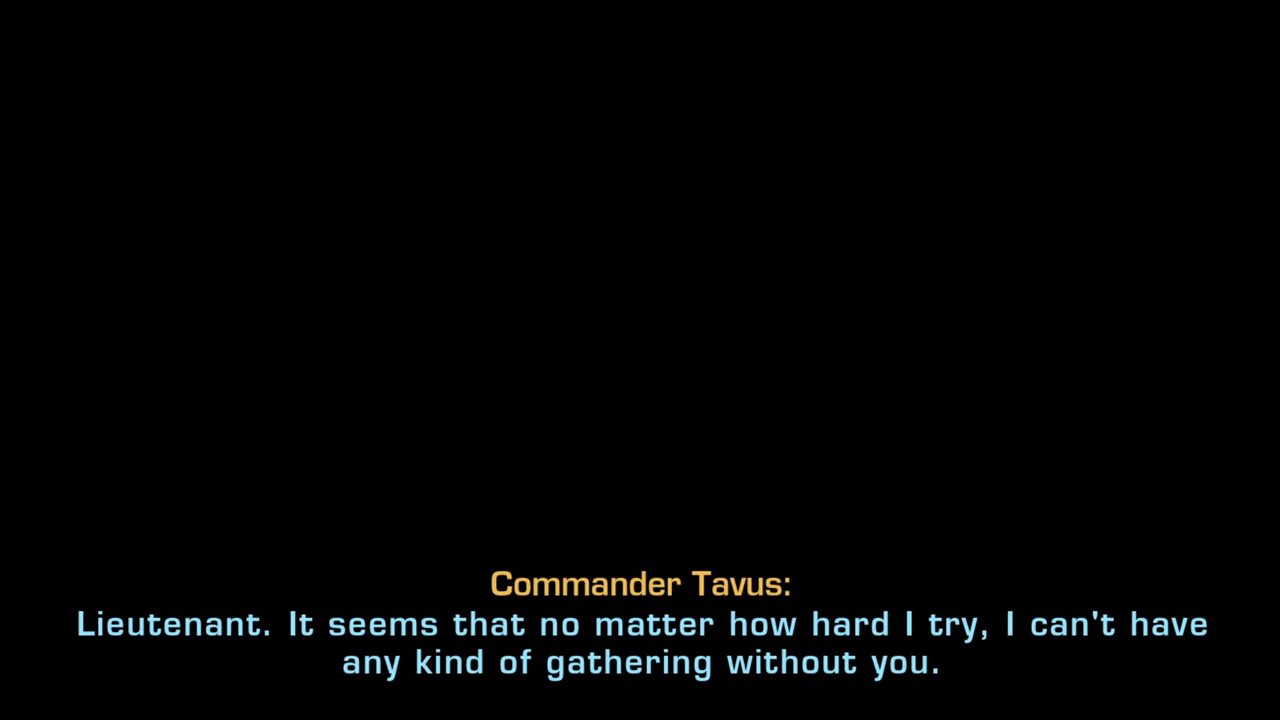 Commander Tavus:
Lieutenant. It seems that no matter how hard I try, I can't have
any kind of gathering without you.